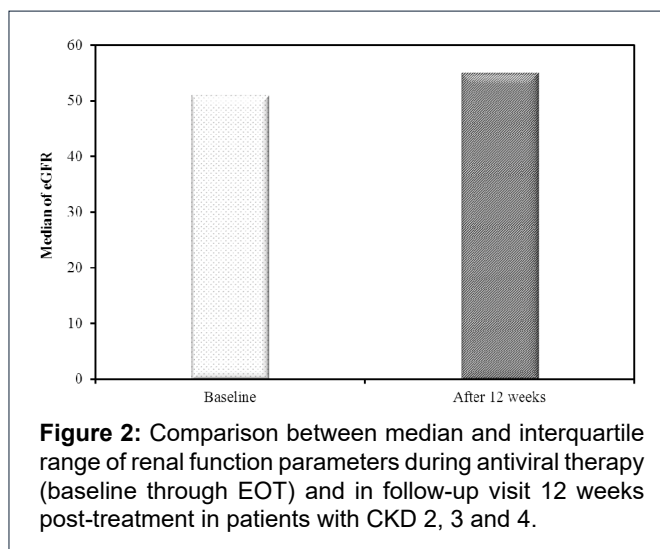 60
50
40
30
20
10
0
Median of eGFR
Baseline
After 12 weeks
Figure 2: Comparison between median and interquartile
range of renal function parameters during antiviral therapy
(baseline through EOT) and in follow-up visit 12 weeks
post-treatment in patients with CKD 2, 3 and 4.